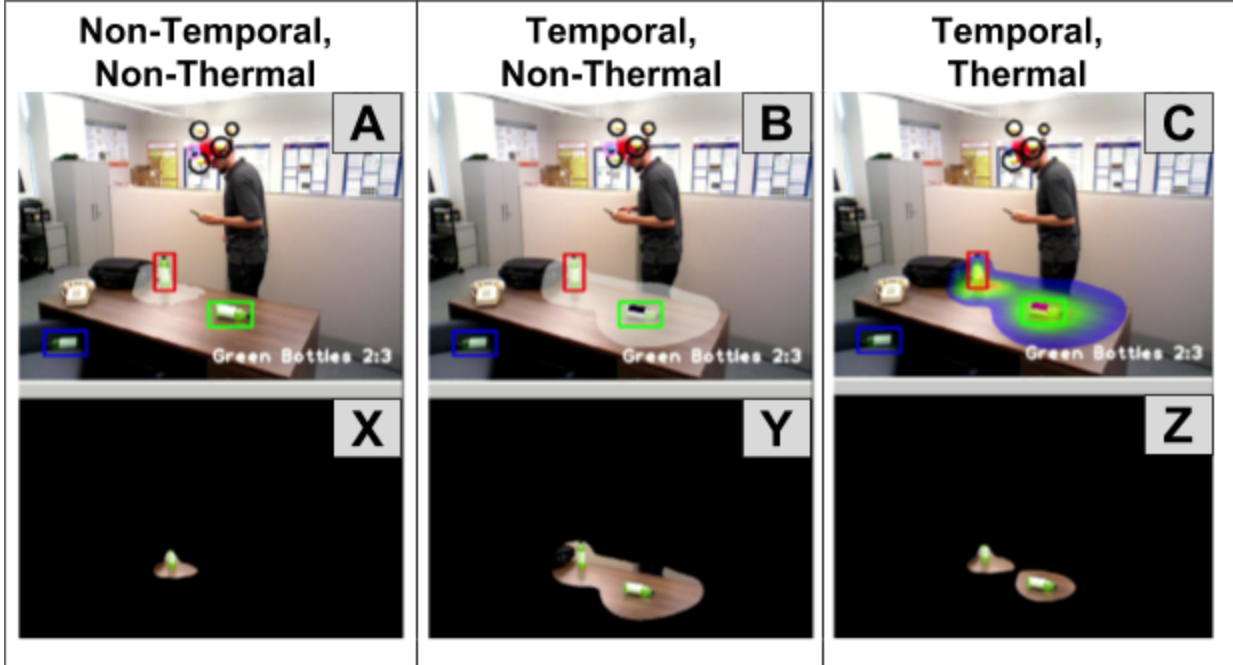 Non-Temporal,
Non-Thermal
Temporal,
Non-Thermal
Temporal,
Thermal
A
B
C
Green Bottles 2:3
Green Bottles 2:3
Green Bottles 2:3
X
Y
Z